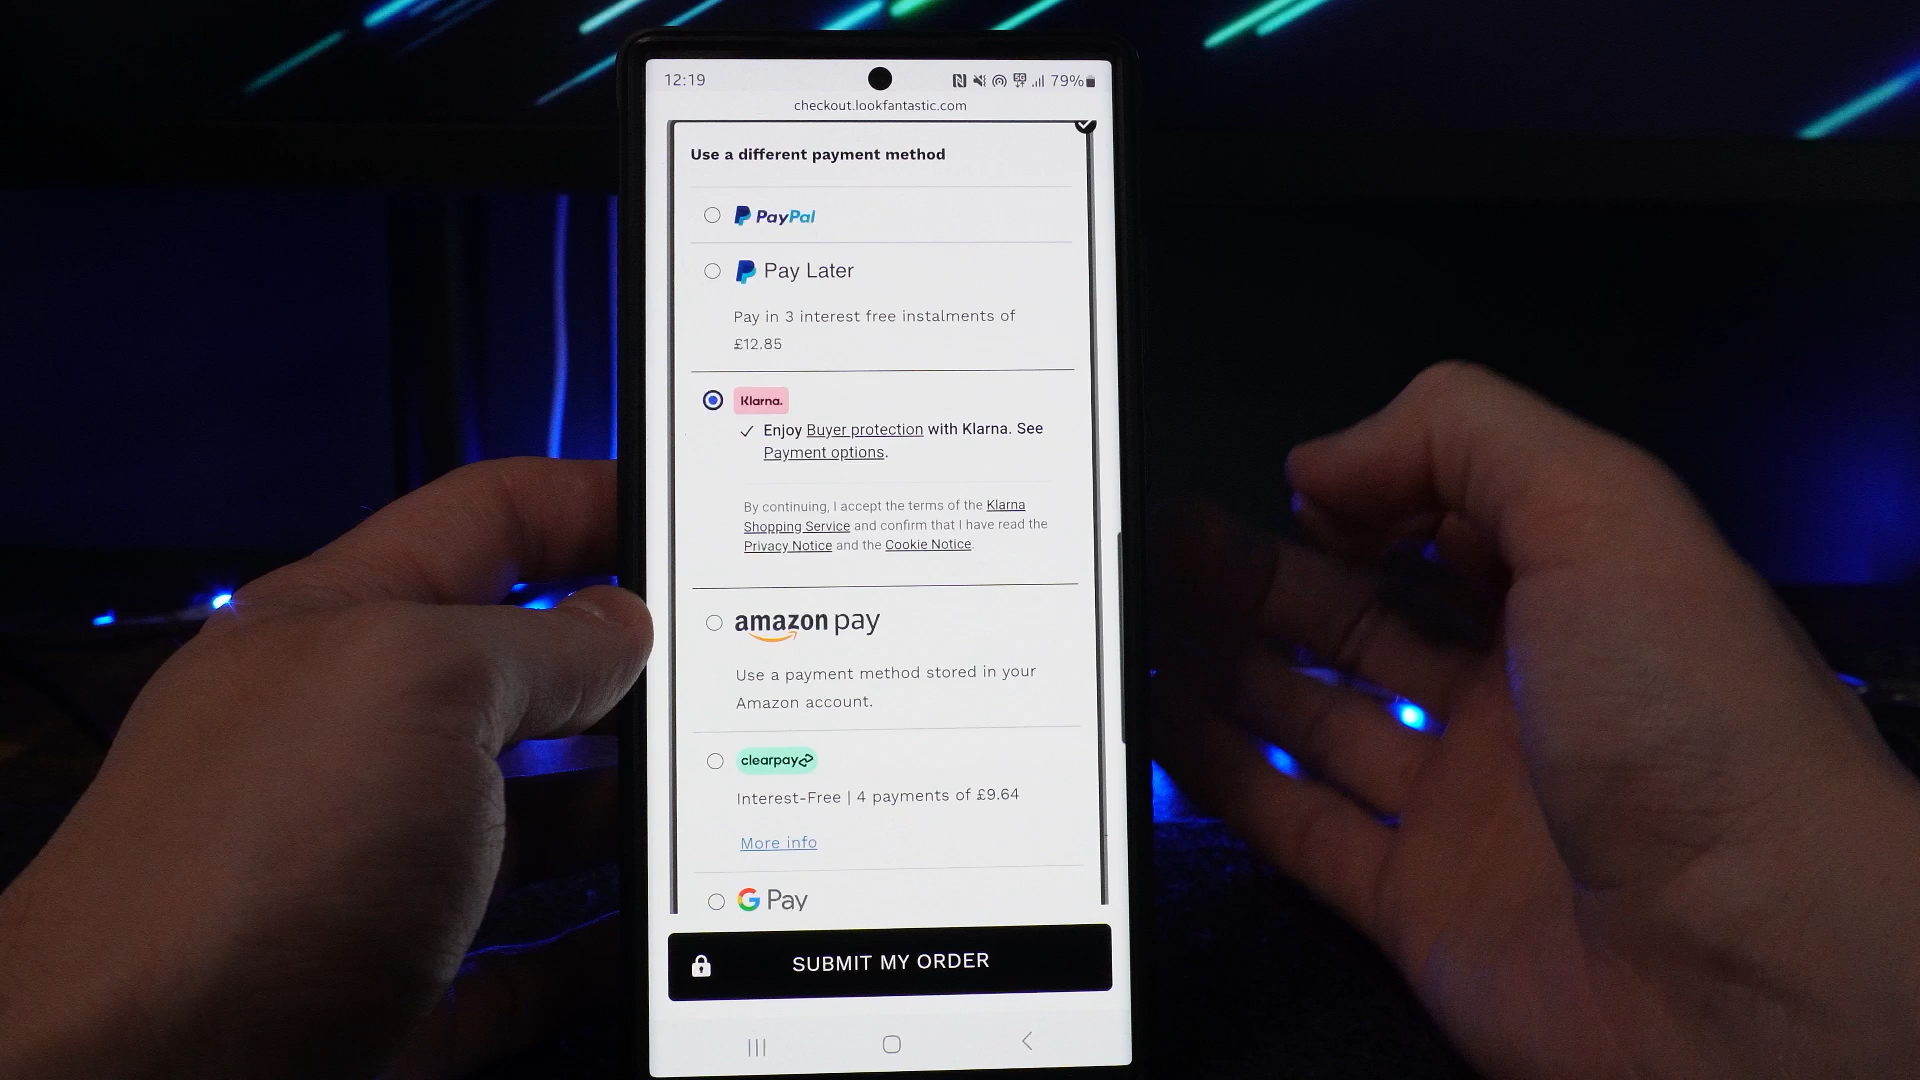 12:19
79%
checkout.lookfantastic.com
Use a different payment method
PayPal
Pay Later
Pay in 3 interest free instalments of
£12.85
Klarna.
Enjoy Buyer protection with Klarna. See
Payment options.
By continuing, I accept the terms of the Klarna
Shopping Service and confirm that I have read the
Privacy Notice and the Cookie Notice.
amazon pay
Use a payment method stored in your
Amazon account.
clearpay
Interest-Free | 4 payments of £9.64
More info
G Pay
SUBMIT MY ORDER